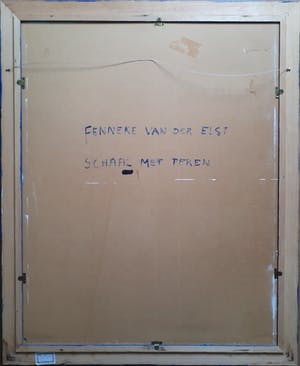 FENNEKE VAN DER ELST
SCHAAL MET PEREN